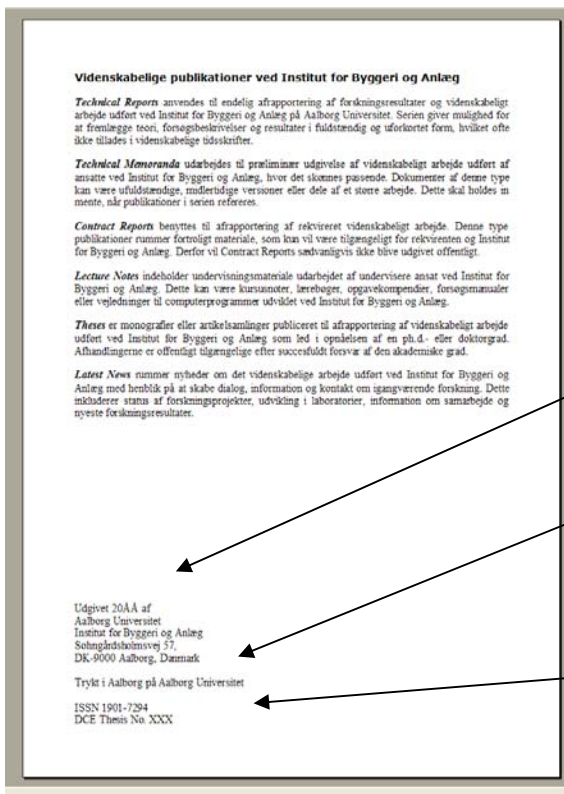 Videnskabelige publikationer ved Institut for Byggeri og Anlæg
Technical Reports anvendes til endelig afrapportering af forskningsresultater og videnskabeligt
arbejde udført ved Institut for Byggeri og Anlæg på Aalborg Universitet. Serien giver mulighed for
at fremlægge teori, forsøgsbeskrivelser og resultater i fuldstændig og uforkortet form, hvilket ofte
ikke tillades i videnskabelige tidsskrifter.
Technical Memoranda udarbejdes til præliminær udgivelse af videnskabeligt arbejde udført af
ansatte ved Institut for Byggeri og Anlæg, hvor det skønnes passende. Dokumenter af denne type
kan være ufuldstændige, midlertidige versioner eller dele af et større arbejde. Dette skal holdes in
mente, når publikationer i serien refereres.
Contract Reports benyttes til afrapportering af rekvireret videnskabeligt arbejde. Denne type
publikationer rummer fortroligt materiale, som kun vil være tilgængeligt for rekvirenten og Institut
for Byggeri og Anlæg. Derfor vil Contract Reports sædvanligvis ikke blive udgivet offentligt.
Lecture Notes indeholder undervisningsmateriale udarbejdet af undervisere ansat ved Institut for
Byggeri og Anlæg. Dette kan være kursusnoter, lærebøger, opgavekompendier, forsøgsmanualer
eller vejledninger til computerprogrammer udviklet ved Institut for Byggeri og Anlæg.
Theses er monografier eller artikelsamlinger publiceret til afrapportering af videnskabeligt arbejde
udført ved Institut for Byggeri og Anlæg som led i opnåelsen af en ph.d.- eller doktorgrad.
Afhandlingerne er offentligt tilgængelige efter succesfuldt forsvar af den akademiske grad.
Latest News rummer nyheder om det videnskabelige arbejde udført ved Institut for Byggeri og
Anlæg med henblik på at skabe dialog, information og kontakt om igangværende forskning. Dette
inkluderer status af forskningsprojekter, udvikling i laboratorier, information om samarbejde og
nyeste forskningsresultater.
Udgivet 20ÅÅ af
Aalborg Universitet
Institut for Byggeri og Anlæg
Sohngårdsholmsvej 57,
DK-9000 Aalborg, Danmark
Trykt i Aalborg på Aalborg Universitet
ISSN 1901-7294
DCE Thesis No. XXX